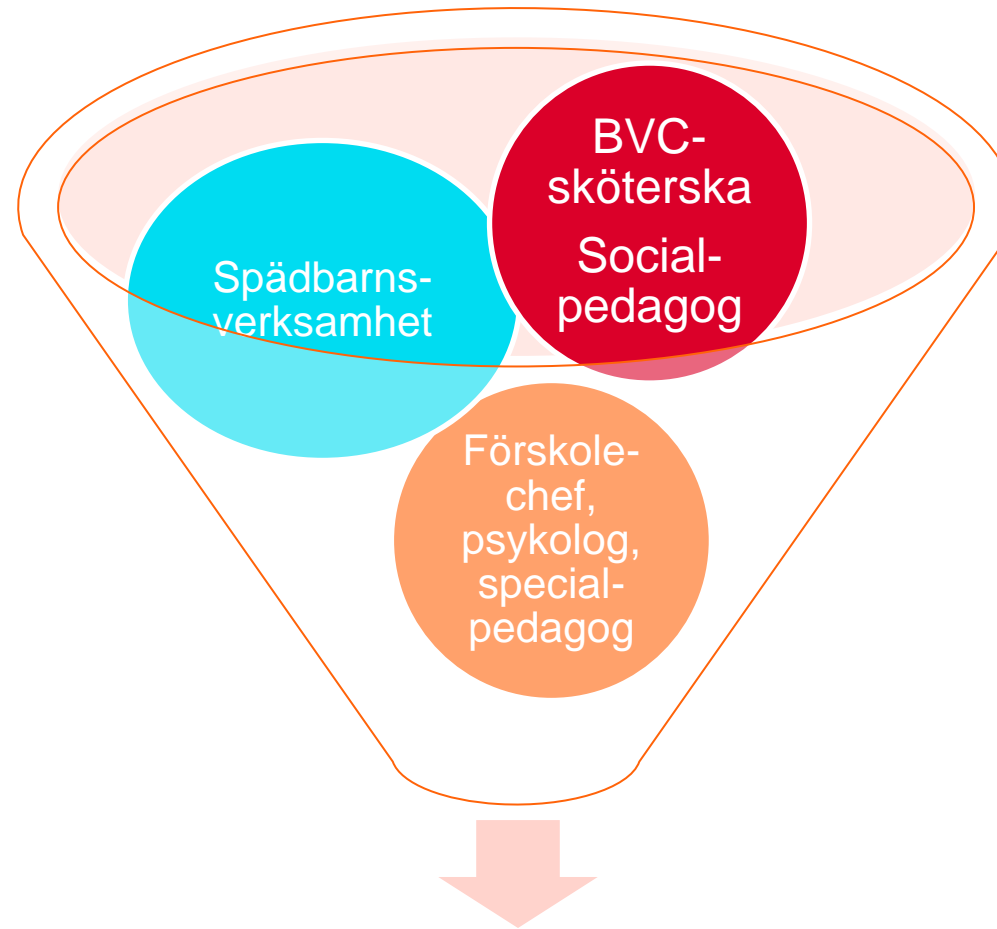 BVC-
sköterska
Social-
pedagog
Spädbarns-
verksamhet
Förskole-
chef,
psykolog,
special-
pedagog